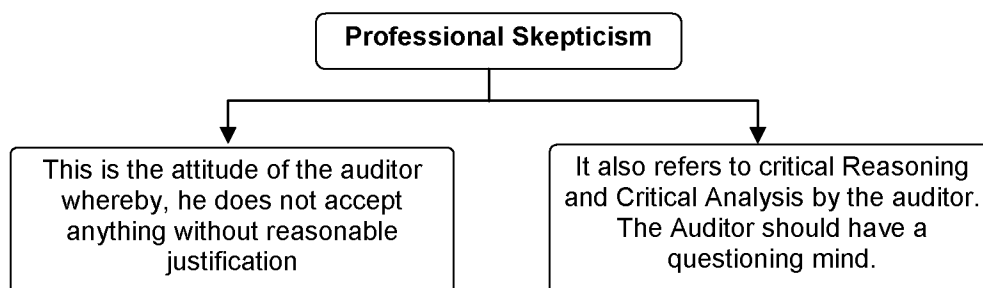 Professional Skepticism
This is the attitude of the auditor
whereby, he does not accept
anything without reasonable
justification
It also refers to critical Reasoning
and Critical Analysis by the auditor.
The Auditor should have a
questioning mind.